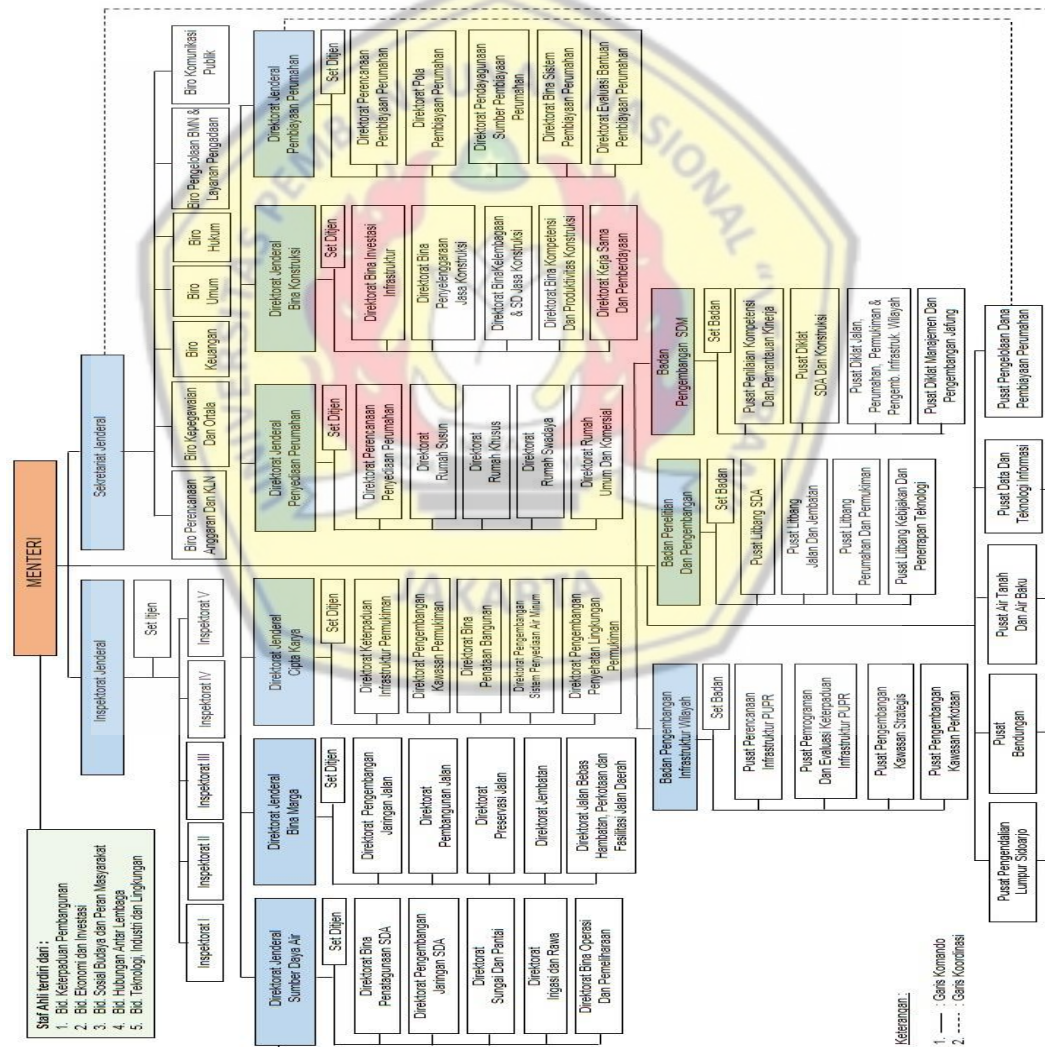 MENTERI
Staf Ahli terdiri dari :
1. Bid. Keterpaduan Pembangunan
2. Bid. Ekonomi dan Investasi
3. Bid. Sosial Budaya dan Peran Masyarakat
4. Bid. Hubungan Antar Lembaga
5. Bid. Teknologi, Industri dan Lingkungan
Inspektorat Jenderal
Set Itjen
Inspektorat I
Inspektorat II
Inspektorat III
Inspektorat IV
Inspektorat V
Sekretariat Jenderal
Biro Perencanaan
Anggaran Dan KLN
Biro Kepegawaian
Dan Ortala
Biro
Keuangan
Biro
Umum
Biro
Hukum
Biro Pengelolaan BMN &
Layanan Pengadaan
Biro Komunikasi
Publik
Direktorat Jenderal
Sumber Daya Air
Set Ditjen
Direktorat Bina
Penatagunaan SDA
Direktorat Pengembangan
Jaringan SDA
Direktorat
Sungai Dan Pantai
Direktorat
Irigasi dan Rawa
Direktorat Bina Operasi
Dan Pemeliharaan
Direktorat Jenderal
Bina Marga
Set Ditjen
Direktorat Pengembangan
Jaringan Jalan
Direktorat
Pembangunan Jalan
Direktorat
Preservasi Jalan
Direktorat Jembatan
Direktorat Jalan Bebas
Hambatan, Perkotaan dan
Fasilitasi Jalan Daerah
Direktorat Jenderal
Cipta Karya
Set Ditjen
Direktorat Keterpaduan
Infrastruktur Permukiman
Direktorat Pengembangan
Kawasan Permukiman
Direktorat Bina
Penataan Bangunan
Direktorat Pengembangan
Sistem Penyediaan Air Minum
Direktorat Pengembangan
Penyehatan Lingkungan
Permukiman
Direktorat Jenderal
Penyediaan Perumahan
Set Ditjen
Direktorat Perencanaan
Penyediaan Perumahan
Direktorat
Rumah Susun
Direktorat
Rumah Khusus
Direktorat
Rumah Swadaya
Direktorat Rumah
Umum Dan Komersial
Direktorat Jenderal
Bina Konstruksi
Set Ditjen
Direktorat Bina Investasi
Infrastruktur
Direktorat Bina
Penyelenggaraan
Jasa Konstruksi
Direktorat BinaKelembagaan
& SD Jasa Konstruksi
Direktorat Bina Kompetensi
Dan Produktivitas Konstruksi
Direktorat Kerja Sama
Dan Pemberdayaan
Direktorat Jenderal
Pembiayaan Perumahan
Set Ditjen
Direktorat Perencanaan
Pembiayaan Perumahan
Direktorat Pola
Pembiayaan Perumahan
Direktorat Pendayagunaan
Sumber Pembiayaan
Perumahan
Direktorat Bina Sistem
Pembiayaan Perumahan
Direktorat Evaluasi Bantuan
Pembiayaan Perumahan
Badan Pengembangan
Infrastruktur Wilayah
Set Badan
Pusat Perencanaan
Infrastruktur PUPR
Pusat Pemrograman
Dan Evaluasi Keterpaduan
Infrastruktur PUPR
Pusat Pengembangan
Kawasan Strategis
Pusat Pengembangan
Kawasan Perkotaan
Badan Penelitian
Dan Pengembangan
Set Badan
Pusat Litbang SDA
Pusat Litbang
Jalan Dan Jembatan
Pusat Litbang
Perumahan Dan Permukiman
Pusat Litbang Kebijakan Dan
Penerapan Teknologi
Badan
Pengembangan SDM
Set Badan
Pusat Penilaian Kompetensi
Dan Pemantauan Kinerja
Pusat Diklat
SDA Dan Konstruksi
Pusat Diklat Jalan,
Perumahan, Permukiman &
Pengemb. Infrastruk. Wilayah
Pusat Diklat Manajemen Dan
Pengembangan Jafung
Pusat Pengendalian
Lumpur Sidoarjo
Pusat
Bendungan
Pusat Air Tanah
Dan Air Baku
Pusat Data Dan
Teknologi Informasi
Pusat Pengelolaan Dana
Pembiayaan Perumahan
Keterangan :
1. —— : Garis Komando
2. ---- : Garis Koordinasi
UNIVERSITAS PEMBANGUNAN NASIONAL "VETERAN"
JAKARTA